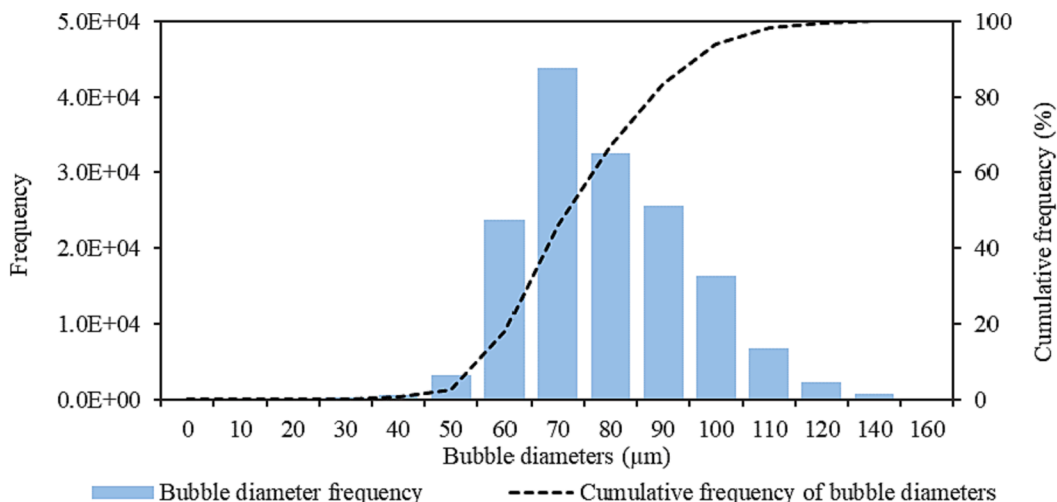 5.0E+04
4.0E+04
3.0E+04
2.0E+04
1.0E+04
0.0E+00
Frequency
100
80
60
40
20
0
Cumulative frequency (%)
0 10 20 30 40 50 60 70 80 90 100 110 120 140 160
Bubble diameters (µm)
Bubble diameter frequency
Cumulative frequency of bubble diameters